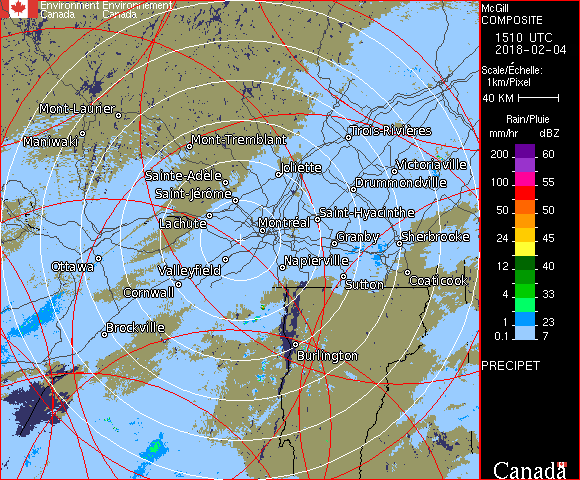 Environment Environnement
Canada Canada
McGill
COMPOSITE
1510 UTC
2018-02-04
Scale/Échelle:
1km/Pixel
40 KM
Rain/Pluie
mm/hr dBZ
200 60
100 55
50 50
24 45
12 40
4 33
1 23
0.1 7
PRECIPET
Canada
Mont-Laurier
Maniwaki
Mont-Tremblant
Trois-Rivières
Joliette
Victoriaville
Sainte-Adèle
Drummondville
Saint-Jérôme
Saint-Hyacinthe
Lachute
Montréal
Granby
Sherbrooke
Ottawa
Valleyfield
Napierville
Coaticook
Cornwall
Sutton
Brockville
Burlington